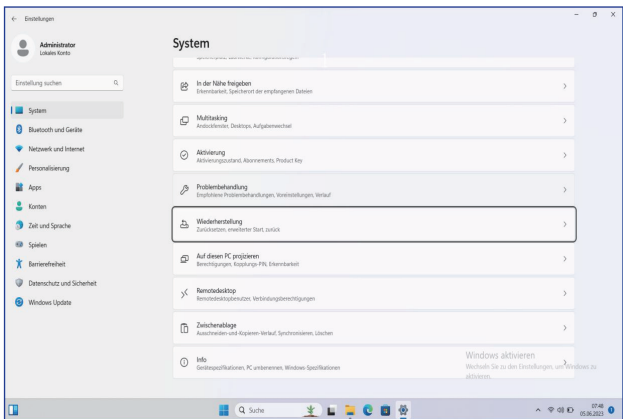 Einstellungen
Administrator
Lokales Konto
Einstellung suchen
System
Bluetooth und Geräte
Netzwerk und Internet
Personalisierung
Apps
Konten
Zeit und Sprache
Spielen
Barrierefreiheit
Datenschutz und Sicherheit
Windows Update
System
In der Nähe freigeben
Erkennbarkeit, Speicherort der empfangenen Dateien
Multitasking
Andockfenster, Desktops, Aufgabenwechsel
Aktivierung
Aktivierungszustand, Abonnements, Product Key
Problembehandlung
Empfohlene Problembehandlungen, Voreinstellungen, Verlauf
Wiederherstellung
Zurücksetzen, erweiterter Start, zurück
Auf diesen PC projizieren
Berechtigungen, Kopplungs-PIN, Erkennbarkeit
Remotedesktop
Remotedesktopbenutzer, Verbindungsberechtigungen
Zwischenablage
Ausschneiden-und-Kopieren-Verlauf, Synchronisieren, Löschen
Info
Gerätespezifikationen, PC umbenennen, Windows-Spezifikationen
Windows aktivieren
Wechseln Sie zu den Einstellungen, um Windows zu
aktivieren.
Suche
07:48
05.06.2023